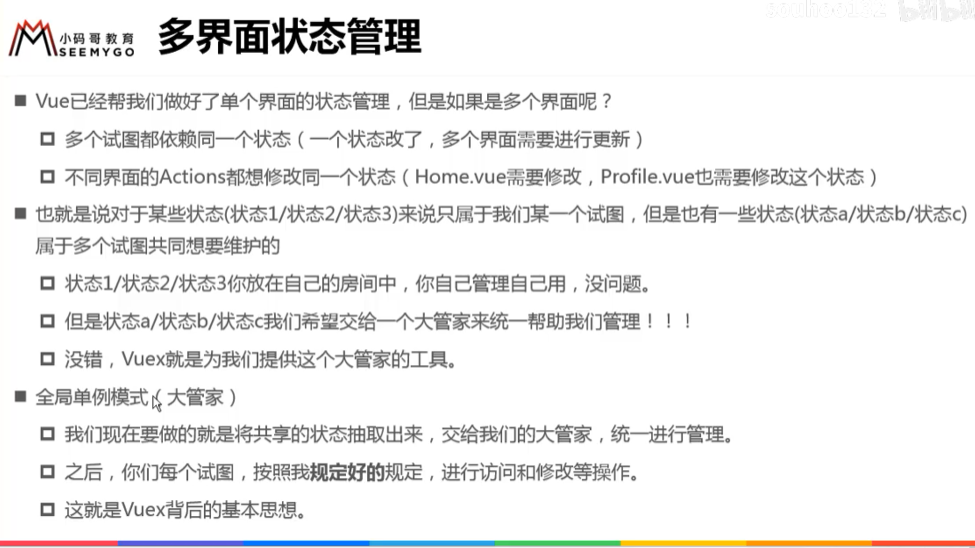 小码哥教育
SEEMYGO
多界面状态管理
Vue已经帮我们做好了单个界面的状态管理，但是如果是多个界面呢？
多个试图都依赖同一个状态（一个状态改了，多个界面需要进行更新）
不同界面的Actions都想修改同一个状态（Home.vue需要修改，Profile.vue也需要修改这个状态）
也就是说对于某些状态(状态1/状态2/状态3)来说只属于我们某一个试图，但是也有一些状态(状态a/状态b/状态c)
属于多个试图共同想要维护的
状态1/状态2/状态3你放在自己的房间中，你自己管理自己用，没问题。
但是状态a/状态b/状态c我们希望交给一个大管家来统一帮助我们管理！！！
没错，Vuex就是为我们提供这个大管家的工具。
全局单例模式（大管家）
我们现在要做的就是将共享的状态抽取出来，交给我们的大管家，统一进行管理。
之后，你们每个试图，按照我规定好的规定，进行访问和修改等操作。
这就是Vuex背后的基本思想。